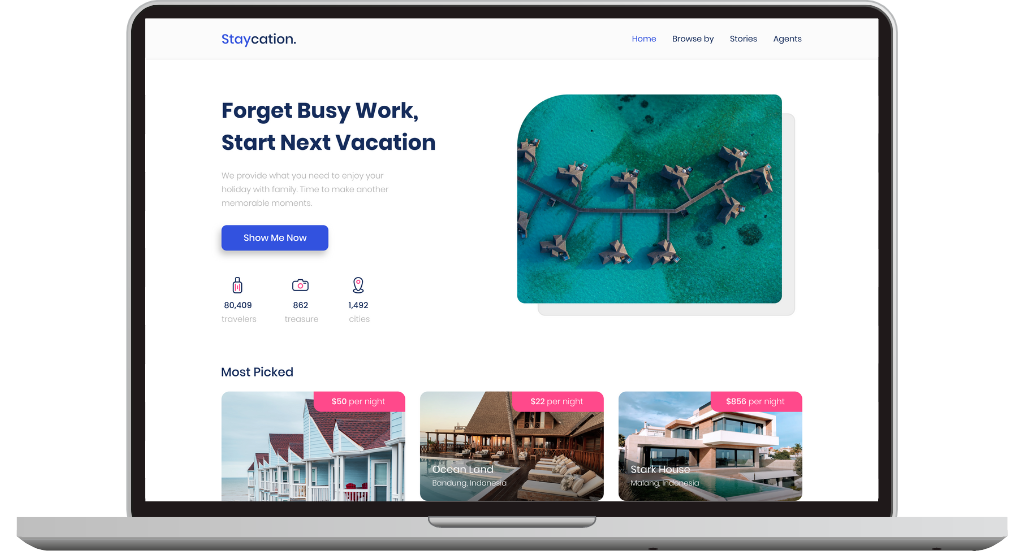 Staycation.
Home Browse by Stories Agents
Forget Busy Work,
Start Next Vacation
We provide what you need to enjoy your
holiday with family. Time to make another
memorable moments.
Show Me Now
80,409 862 1,492
travelers treasure cities
Most Picked
$50 per night $22 per night $856 per night
Ocean Land Stark House
Bandung, Indonesia Malang, Indonesia